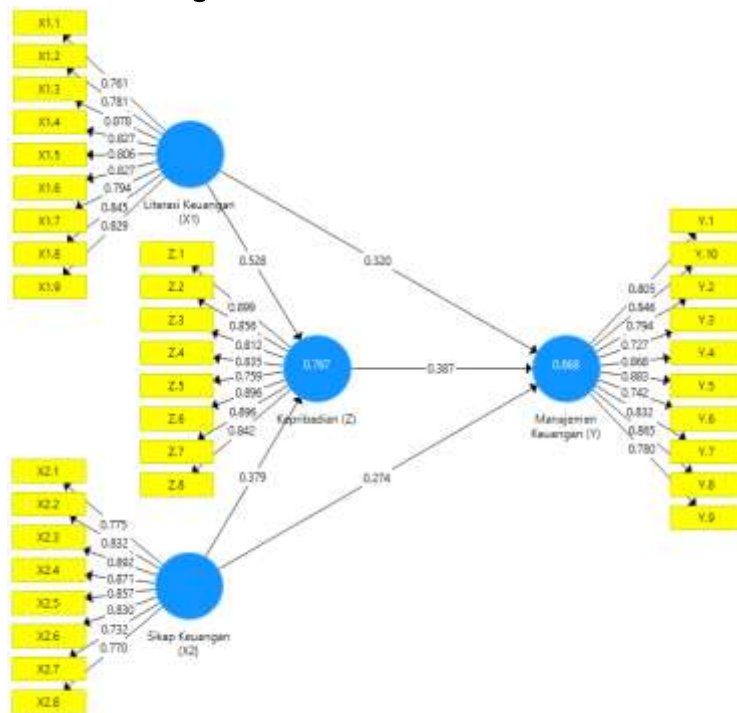 X1.1
X1.2
X1.3
X1.4
X1.5
X1.6
X1.7
X1.8
X1.9
0.761
0.781
0.878
0.827
0.806
0.827
0.794
0.845
0.829
Literasi Keuangan
(X1)
0.528
0.320
Z.1
Z.2
Z.3
Z.4
Z.5
Z.6
Z.7
Z.8
0.899
0.856
0.812
0.835
0.759
0.896
0.896
0.842
0.767
Kepribadian (Z)
0.387
0.379
0.274
X2.1
X2.2
X2.3
X2.4
X2.5
X2.6
X2.7
X2.8
0.775
0.832
0.892
0.871
0.857
0.830
0.732
0.770
Sikap Keuangan
(X2)
0.868
Manajemen
Keuangan (Y)
0.805
0.846
0.794
0.727
0.868
0.883
0.742
0.832
0.865
0.780
Y.1
Y.10
Y.2
Y.3
Y.4
Y.5
Y.6
Y.7
Y.8
Y.9